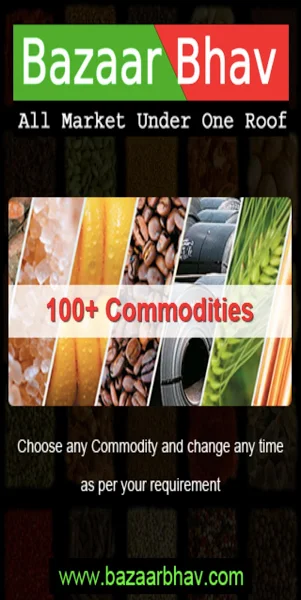 Bazaar Bhav
All Market Under One Roof
100+ Commodities
Choose any Commodity and change any time
as per your requirement
www.bazaarbhav.com